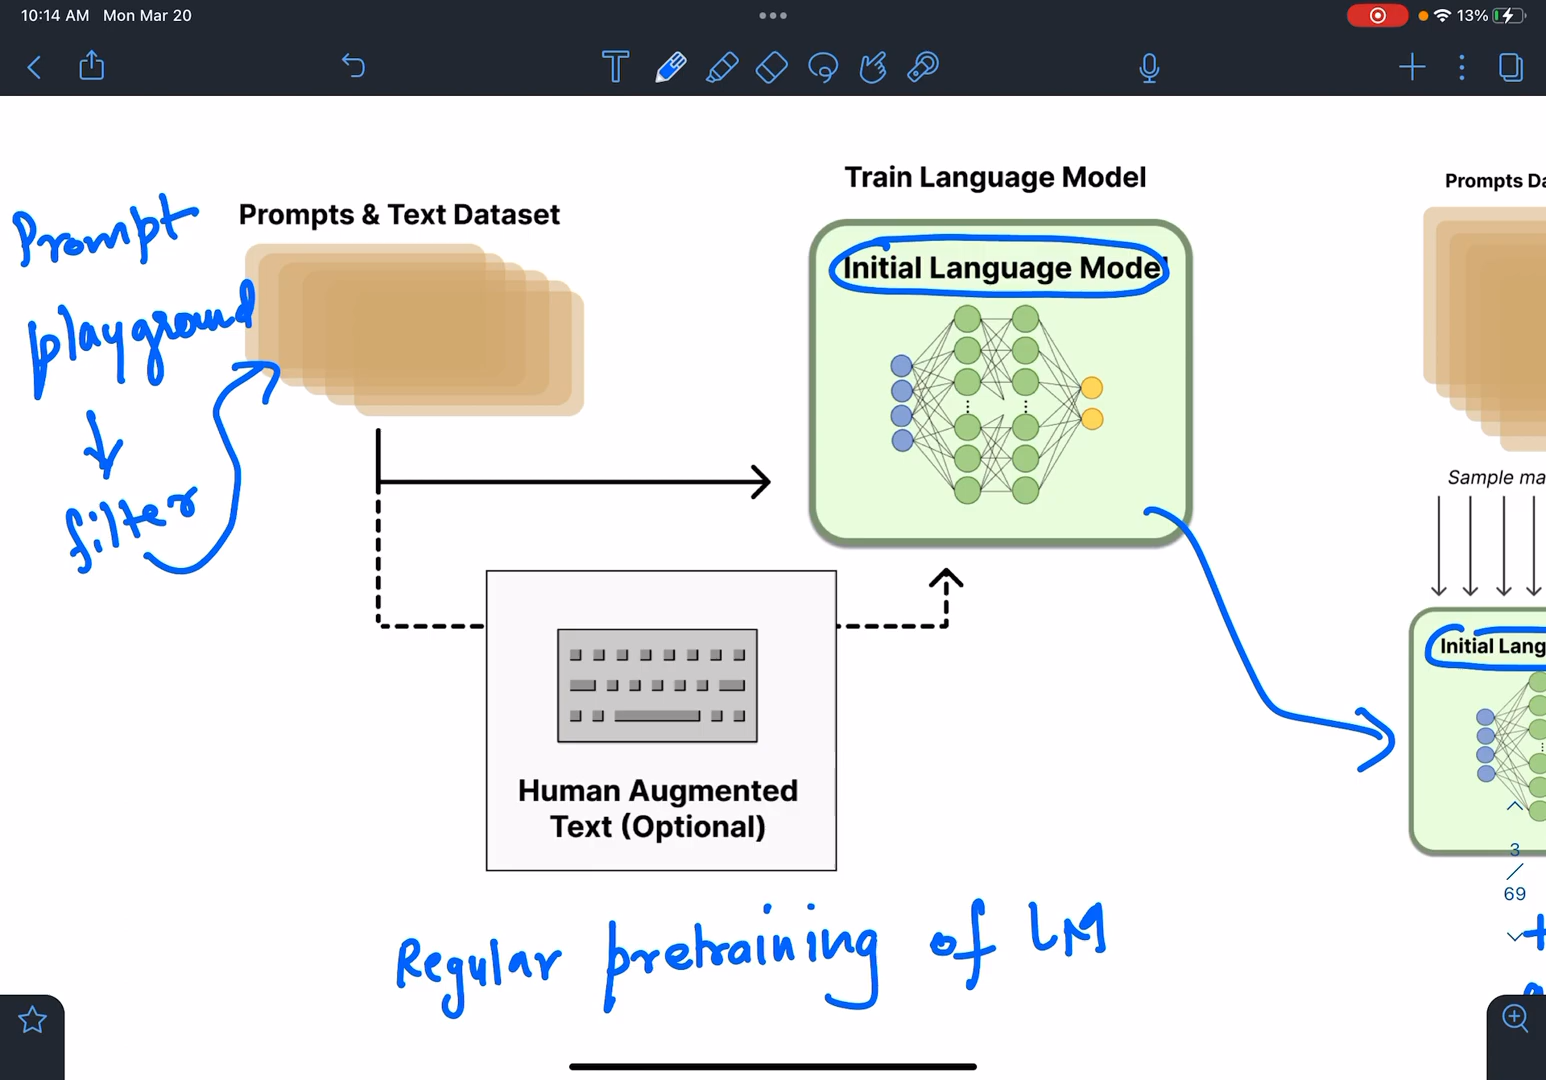 10:14 AM Mon Mar 20
13%
T
Train Language Model
Prompts Da
Prompt
Prompts & Text Dataset
Initial Language Model
playground
filter
Sample ma
Initial Lang
Human Augmented
Text (Optional)
3
/
69
Regular pretraining of LM